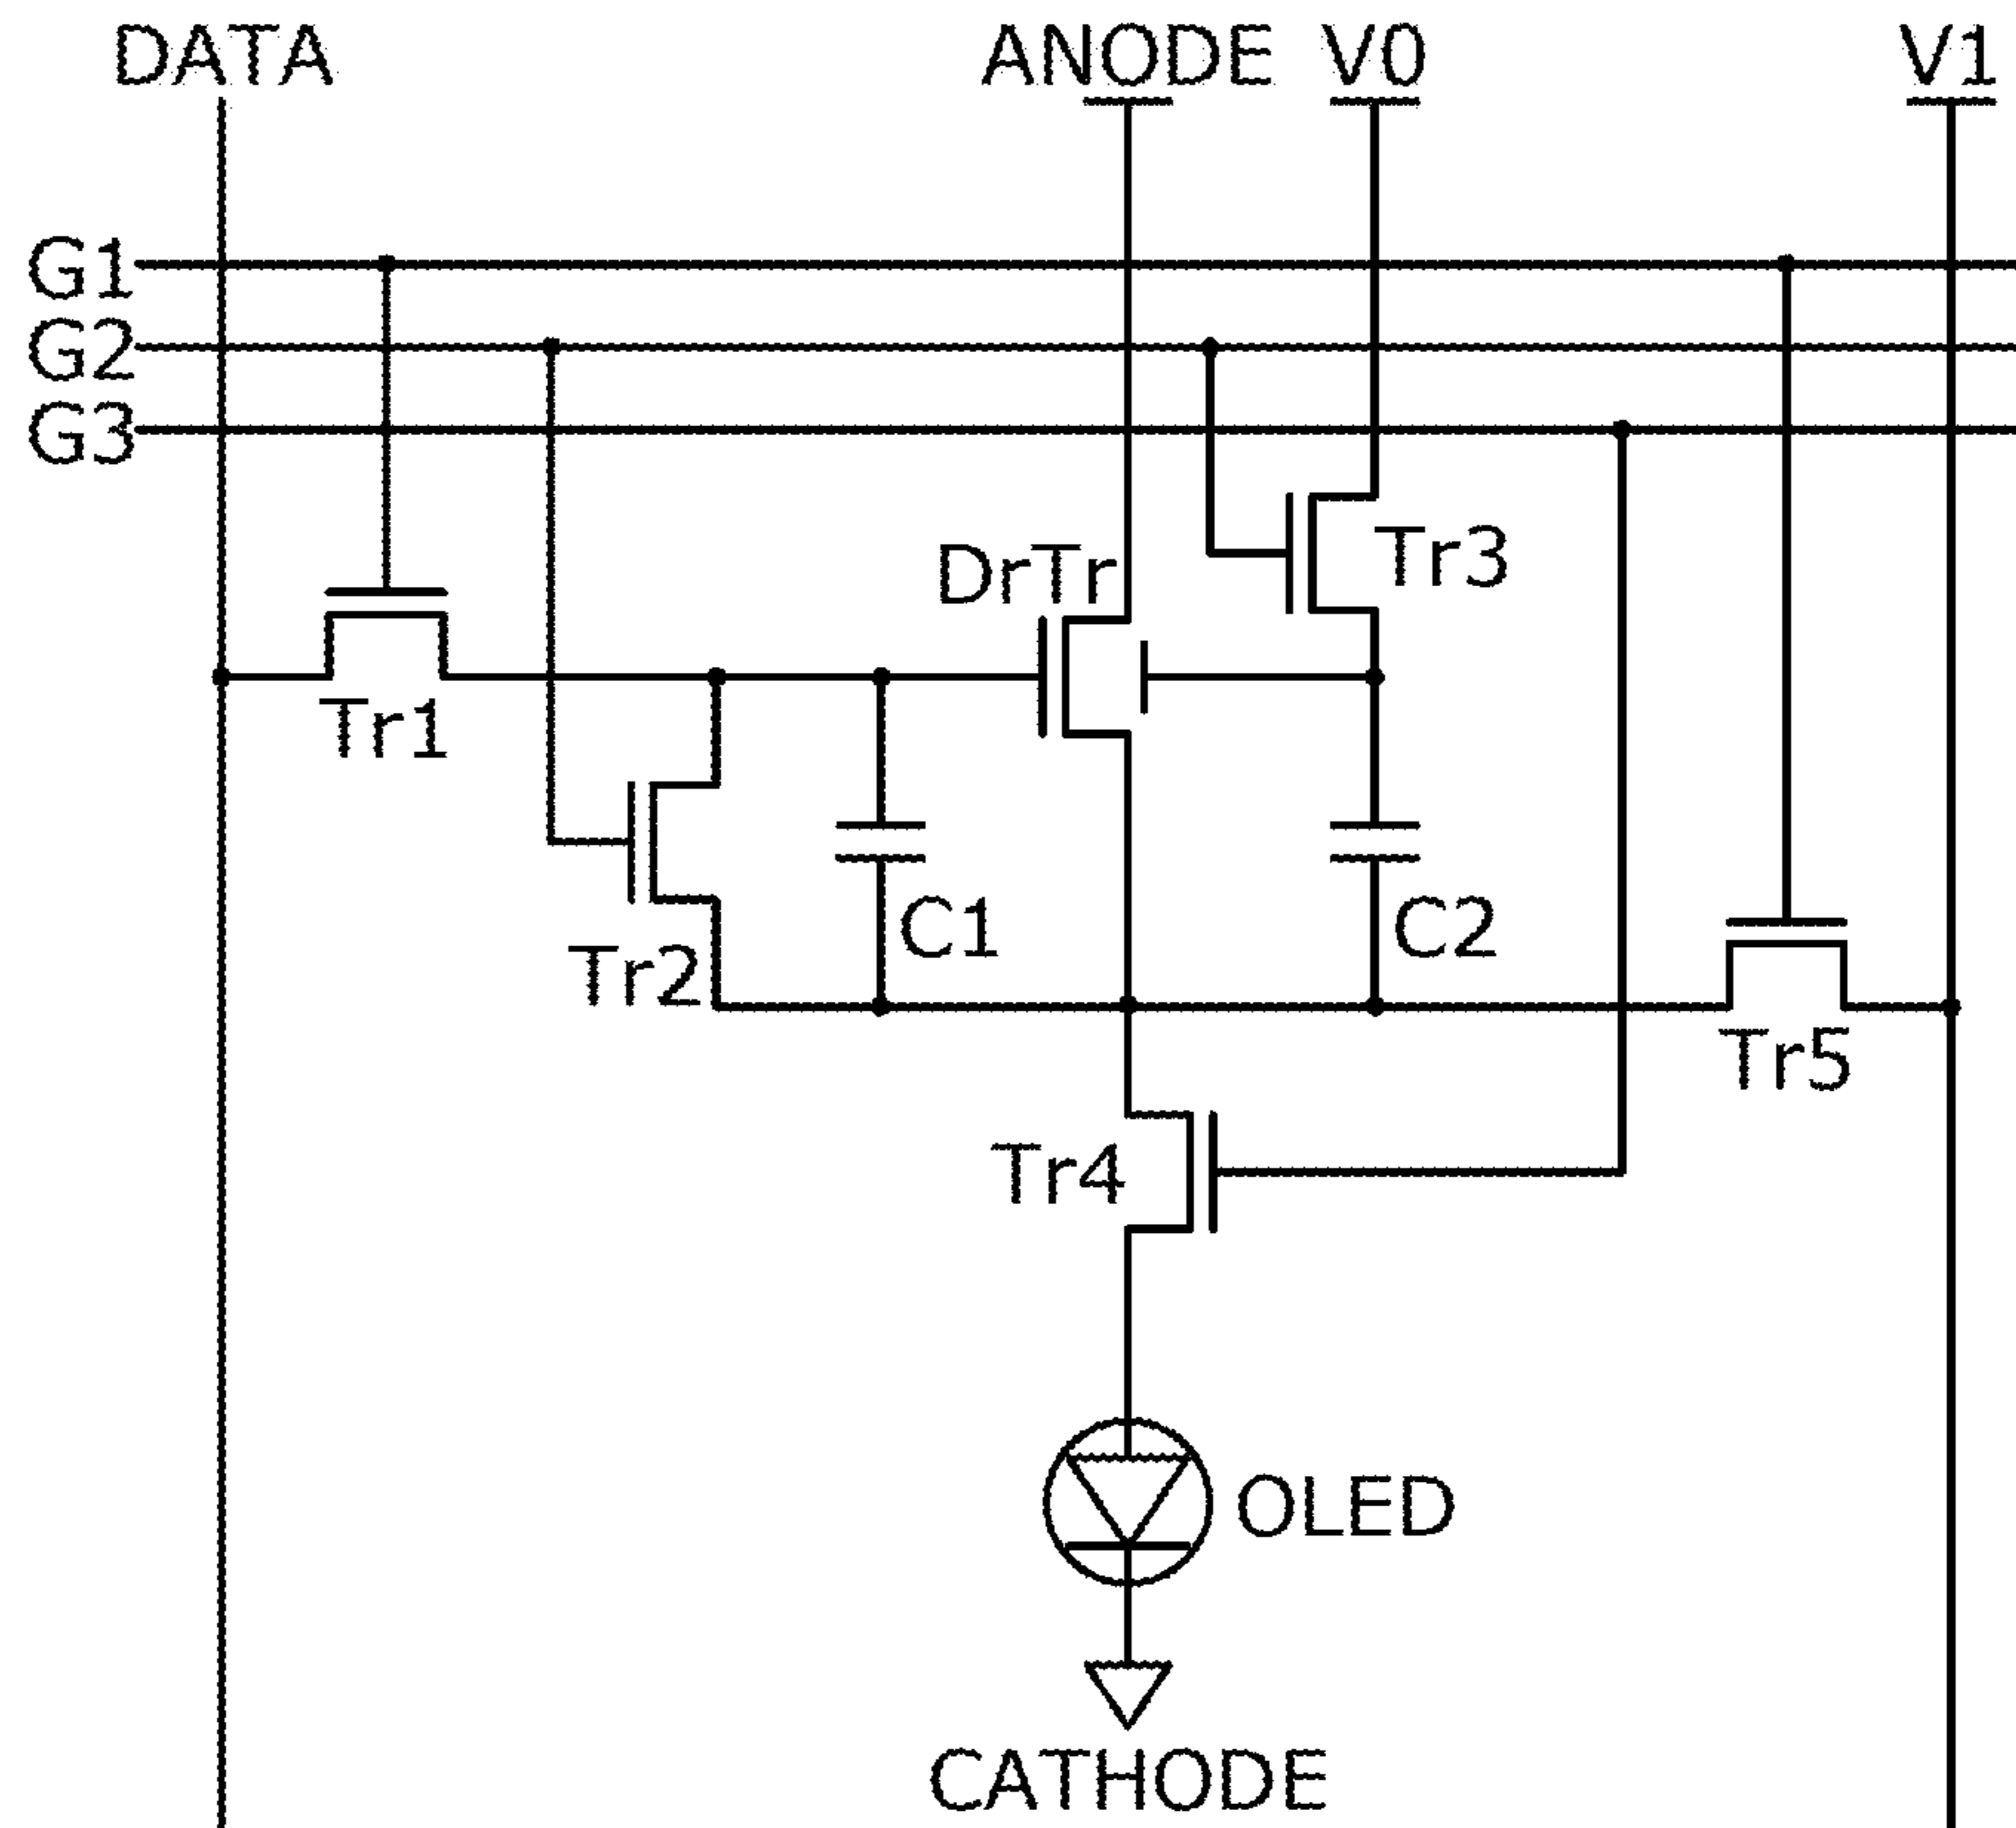 DATA ANODE V0 V1
G1
G2
G3
DrTr Tr3
Tr1
Tr2 C1 C2
Tr5
Tr4
OLED
CATHODE